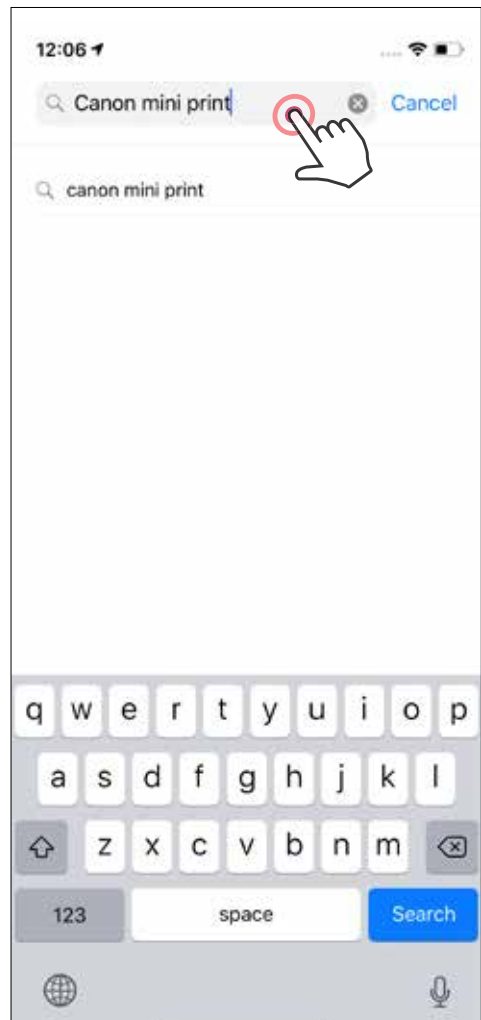 12:06
Canon mini print
Cancel
canon mini print
q w e r t y u i o p
a s d f g h j k l
z x c v b n m
123 space Search